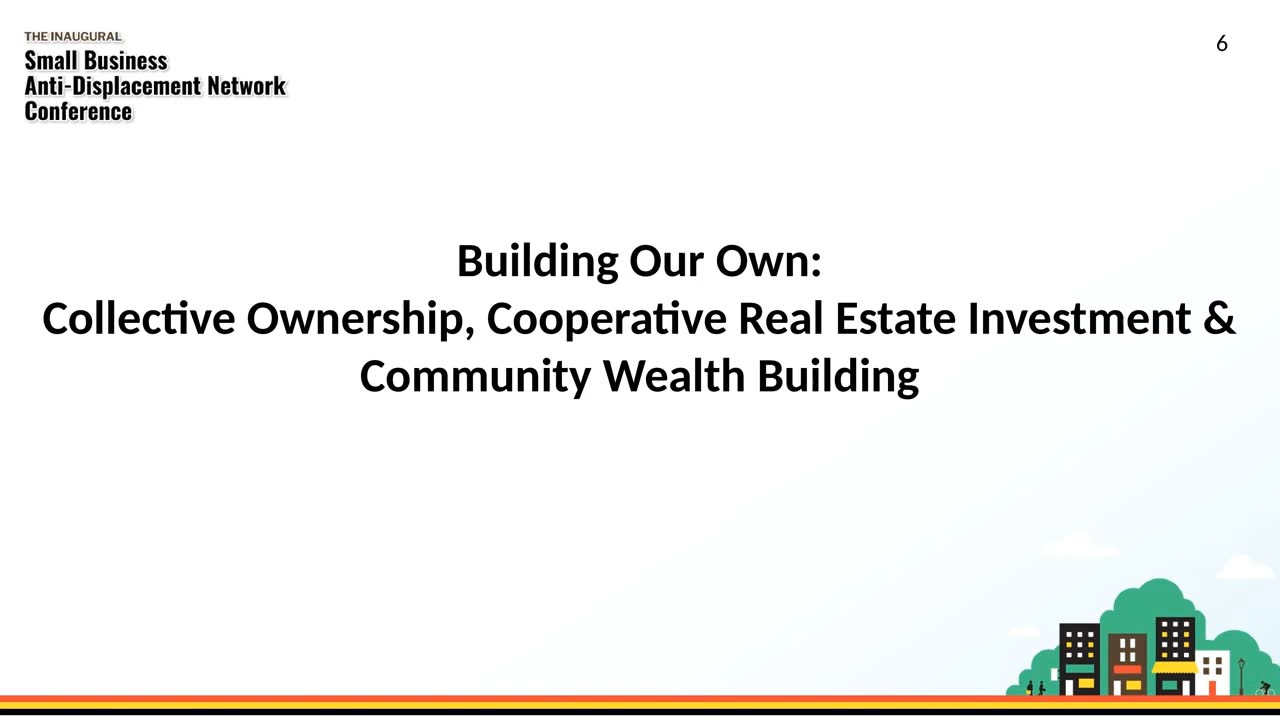 THE INAUGURAL
Small Business
Anti-Displacement Network
Conference
6
Building Our Own:
Collective Ownership, Cooperative Real Estate Investment &
Community Wealth Building